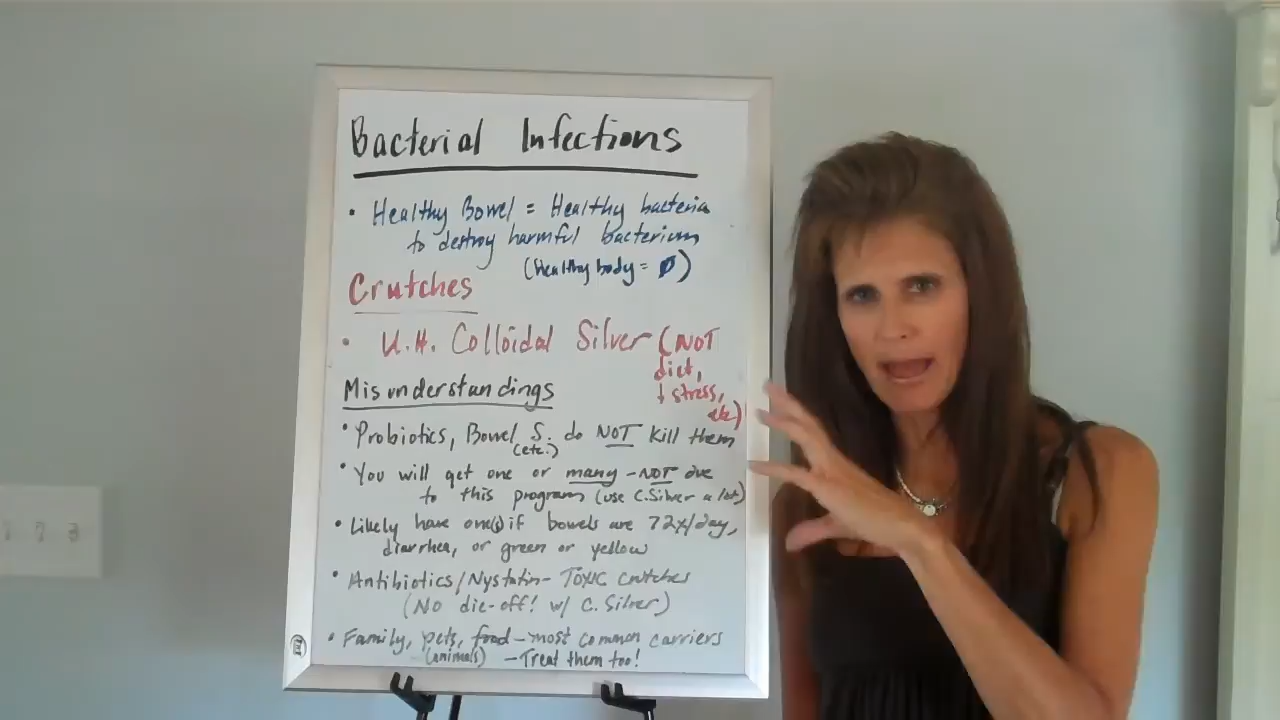 Bacterial Infections
• Healthy Bowel = Healthy bacteria
to destroy harmful bacterium
(Healthy body = Ø)
Crutches
• U.H. Colloidal Silver (NOT
diet,
↓ stress,
etc)
Misunderstandings
• Probiotics, Bowel S. do NOT kill them
(etc.)
• You will get one or many - NOT due
to this program (use C.Silver a lot)
• Likely have one(s) if bowels are 72x/day,
diarrhea, or green or yellow
• Antibiotics/Nystatin - TOXIC crutches
(No die-off! w/ C. Silver)
• Family, pets, food - most common carriers
(animals) - Treat them too!